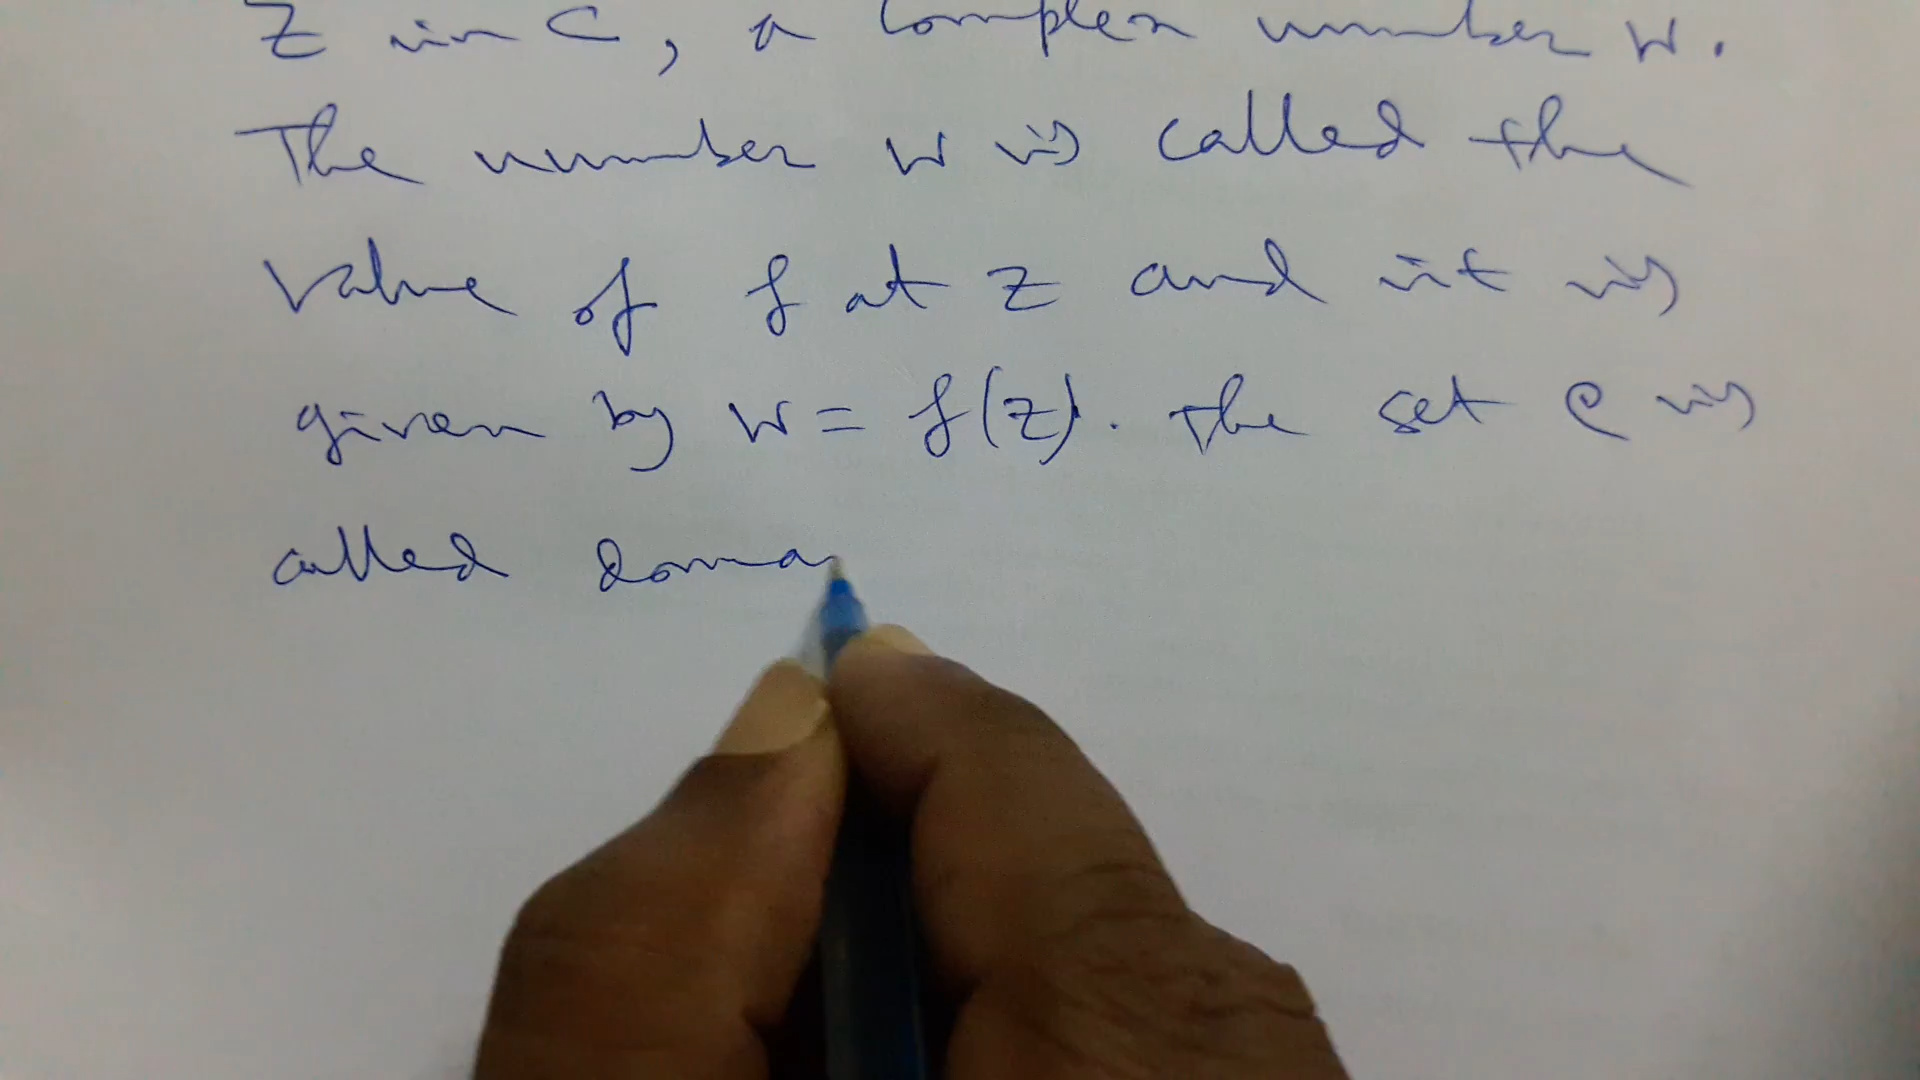 Z in C, a complex number W.
The number W is called the
value of f at Z and it is
given by W = f(Z). The set C is
called doma